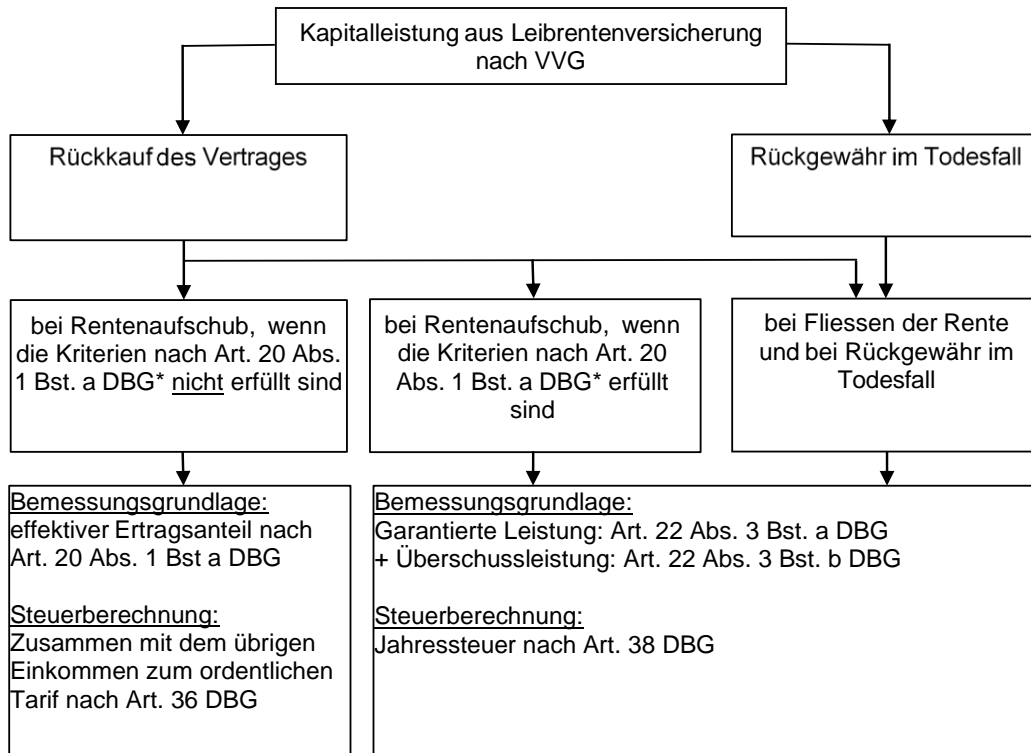 Kapitalleistung aus Leibrentenversicherung
nach VVG
Rückkauf des Vertrages
Rückgewähr im Todesfall
bei Rentenaufschub, wenn
die Kriterien nach Art. 20 Abs.
1 Bst. a DBG* nicht erfüllt sind
bei Rentenaufschub, wenn
die Kriterien nach Art. 20
Abs. 1 Bst. a DBG* erfüllt
sind
bei Fliessen der Rente
und bei Rückgewähr im
Todesfall
Bemessungsgrundlage:
effektiver Ertragsanteil nach
Art. 20 Abs. 1 Bst a DBG
Steuerberechnung:
Zusammen mit dem übrigen
Einkommen zum ordentlichen
Tarif nach Art. 36 DBG
Bemessungsgrundlage:
Garantierte Leistung: Art. 22 Abs. 3 Bst. a DBG
+ Überschussleistung: Art. 22 Abs. 3 Bst. b DBG
Steuerberechnung:
Jahressteuer nach Art. 38 DBG